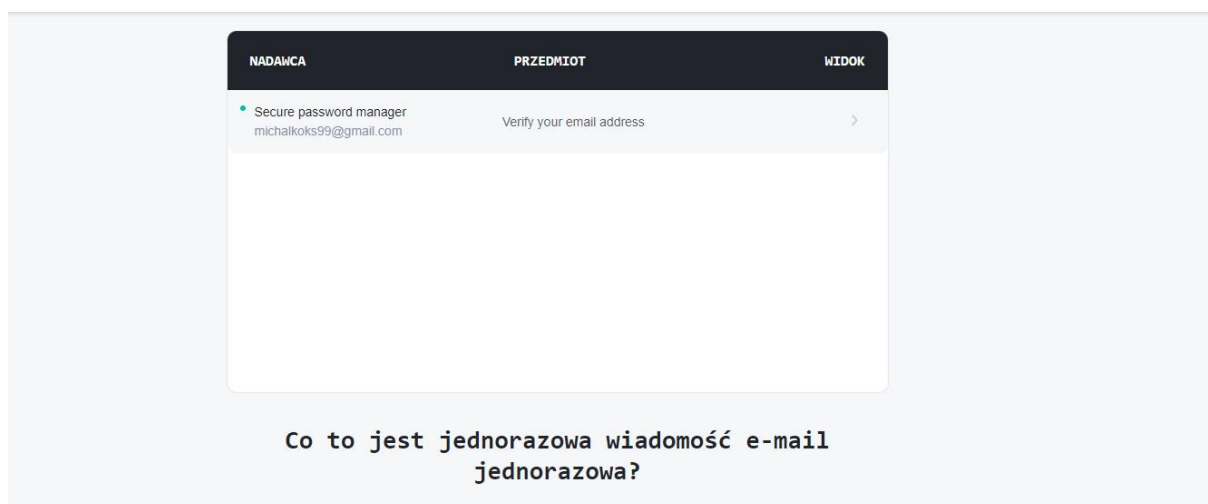 NADAWCA PRZEDMIOT WIDOK
Secure password manager
michalkoks99@gmail.com
Verify your email address
Co to jest jednorazowa wiadomość e-mail
jednorazowa?